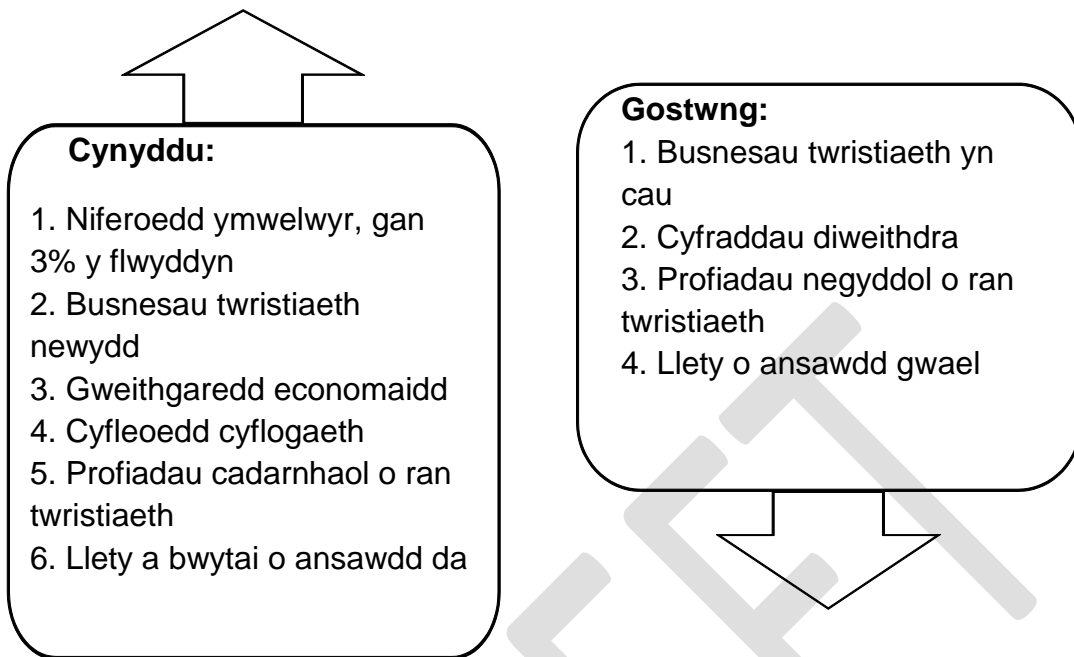 Cynyddu:
1. Niferoedd ymwelwyr, gan
3% y flwyddyn
2. Busnesau twristiaeth
newydd
3. Gweithgaredd economaidd
4. Cyfleoedd cyflogaeth
5. Profiadau cadarnhaol o ran
twristiaeth
6. Llety a bwytai o ansawdd da
Gostwng:
1. Busnesau twristiaeth yn
cau
2. Cyfraddau diweithdra
3. Profiadau negyddol o ran
twristiaeth
4. Llety o ansawdd gwael